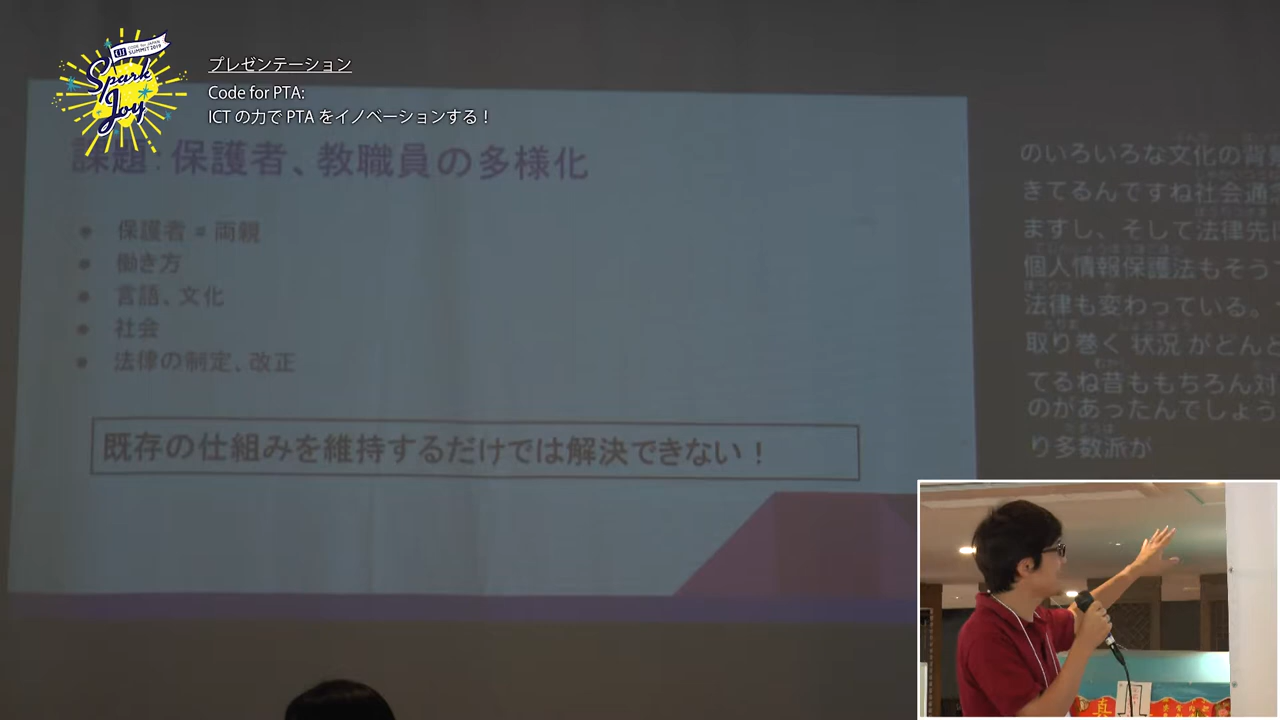 CODE for JAPAN
SUMMIT 2019
Spark
Joy
プレゼンテーション
Code for PTA:
ICT の力で PTA をイノベーションする！
課題：保護者、教職員の多様化
保護者 = 両親
働き方
言語、文化
社会
法律の制定、改正
既存の仕組みを維持するだけでは解決できない！
のいろいろな文化の背
きてるんですね社会通
ますし、そして法律先
個人情報保護法もそう
法律も変わっている。
取り巻く 状況 がどんど
てるね昔ももちろん対
のがあったんでしょう
り多数派が